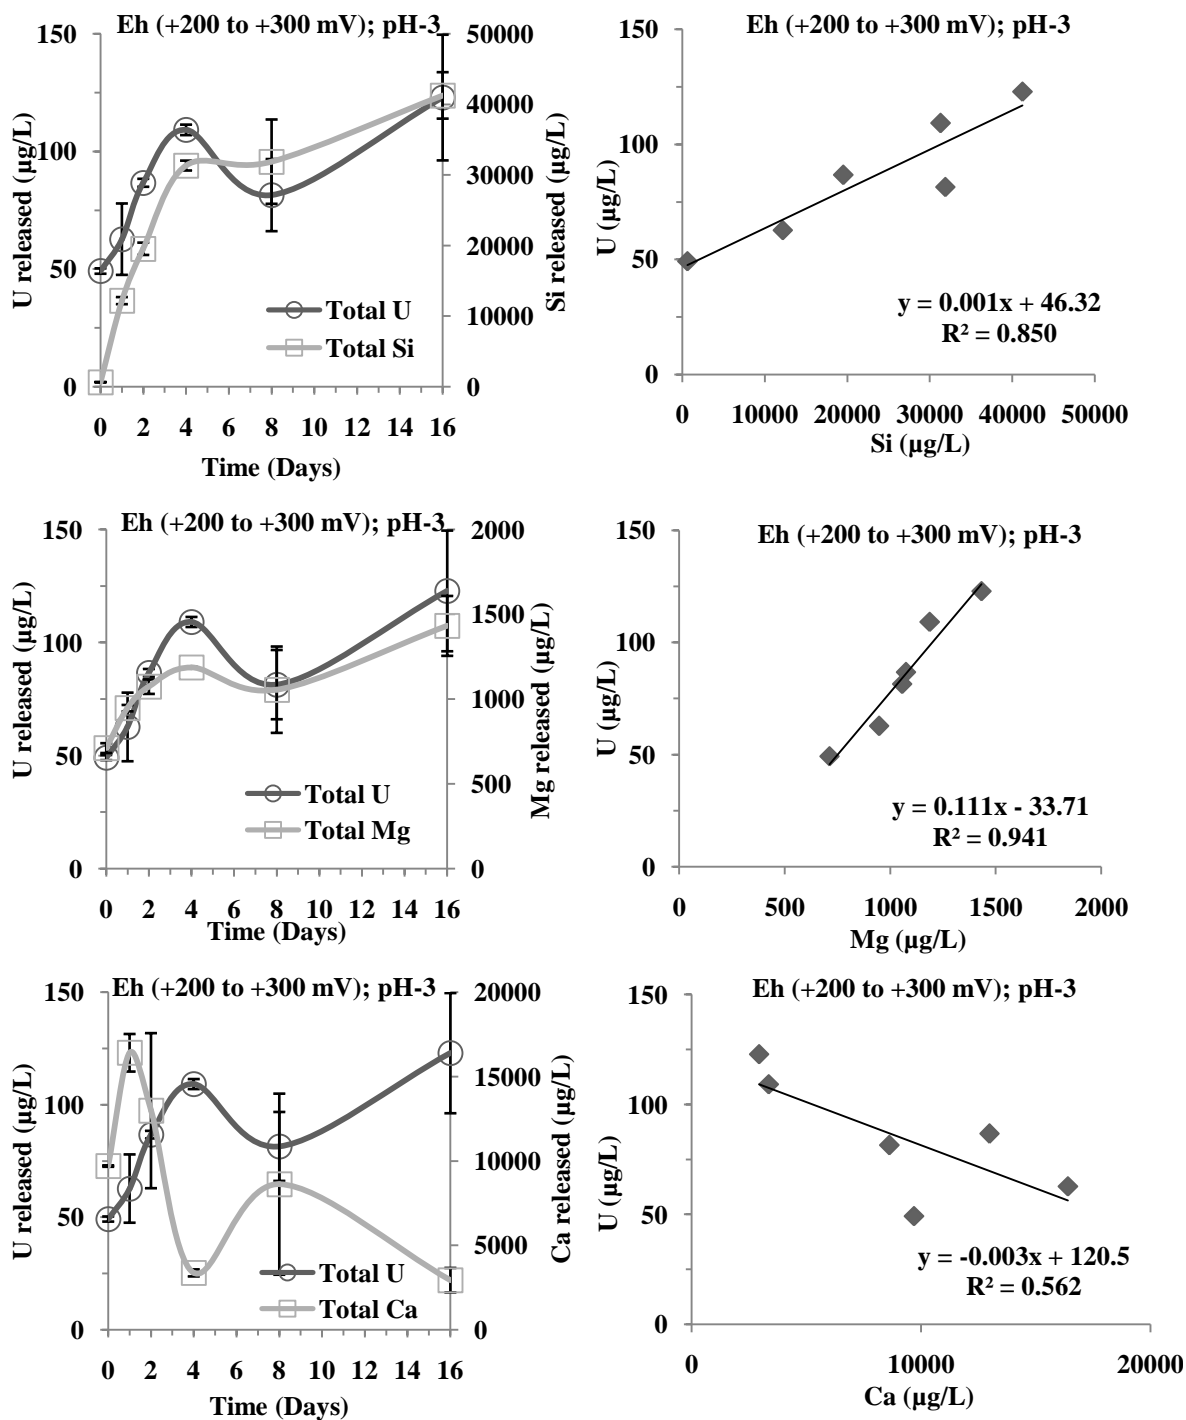 Eh (+200 to +300 mV); pH-3
150
100
50
0
U released (µg/L)
50000
40000
30000
20000
10000
0
Si released (µg/L)
Total U
Total Si
0 2 4 6 8 10 12 14 16
Time (Days)
Eh (+200 to +300 mV); pH-3
150
100
50
0
U (µg/L)
y = 0.001x + 46.32
R² = 0.850
0 10000 20000 30000 40000 50000
Si (µg/L)
Eh (+200 to +300 mV); pH-3
150
100
50
0
U released (µg/L)
2000
1500
1000
500
0
Mg released (µg/L)
Total U
Total Mg
0 2 4 6 8 10 12 14 16
Time (Days)
Eh (+200 to +300 mV); pH-3
150
100
50
0
U (µg/L)
y = 0.111x - 33.71
R² = 0.941
0 500 1000 1500 2000
Mg (µg/L)
Eh (+200 to +300 mV); pH-3
150
100
50
0
U released (µg/L)
20000
15000
10000
5000
0
Ca released (µg/L)
Total U
Total Ca
0 2 4 6 8 10 12 14 16
Time (Days)
Eh (+200 to +300 mV); pH-3
150
100
50
0
U (µg/L)
y = -0.003x + 120.5
R² = 0.562
0 10000 20000
Ca (µg/L)